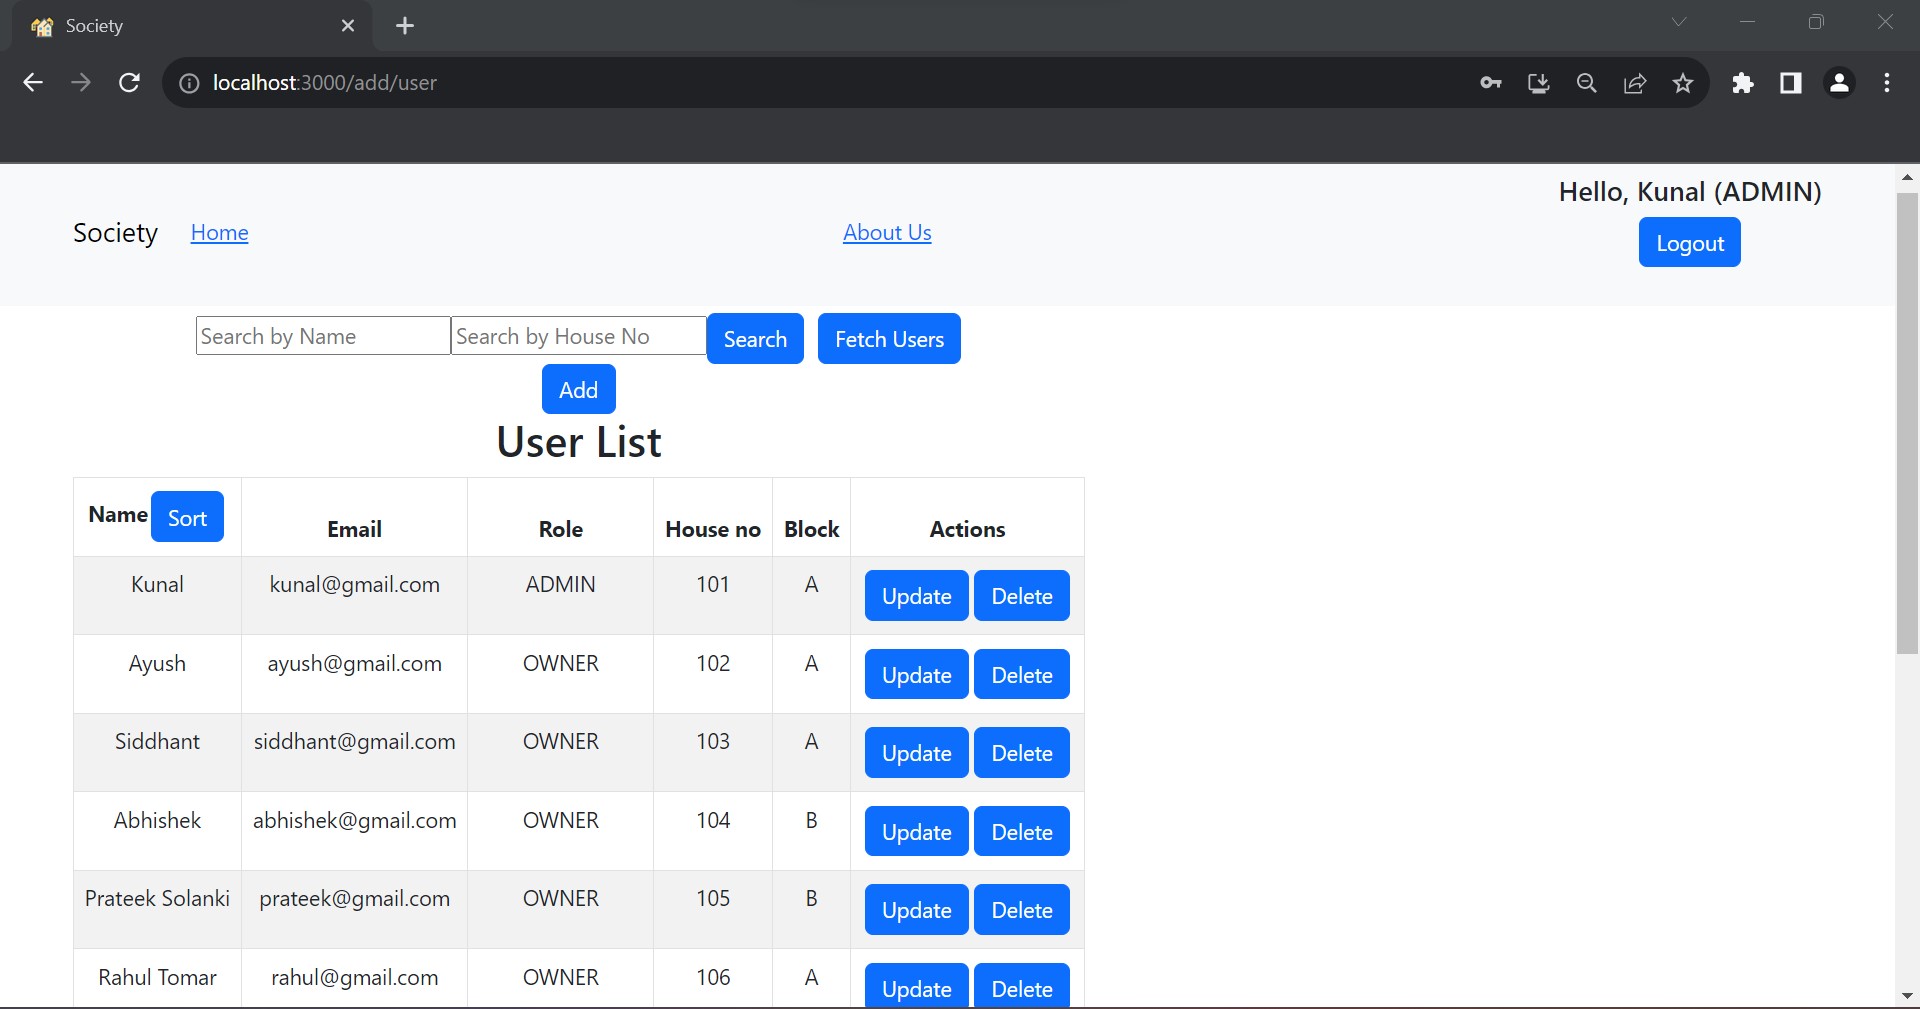 Society
localhost:3000/add/user
Hello, Kunal (ADMIN)
Society Home About Us
Logout
Search by Name Search by House No Search Fetch Users
Add
User List
Name Sort Email Role House no Block Actions
Kunal kunal@gmail.com ADMIN 101 A Update Delete
Ayush ayush@gmail.com OWNER 102 A Update Delete
Siddhant siddhant@gmail.com OWNER 103 A Update Delete
Abhishek abhishek@gmail.com OWNER 104 B Update Delete
Prateek Solanki prateek@gmail.com OWNER 105 B Update Delete
Rahul Tomar rahul@gmail.com OWNER 106 A Update Delete